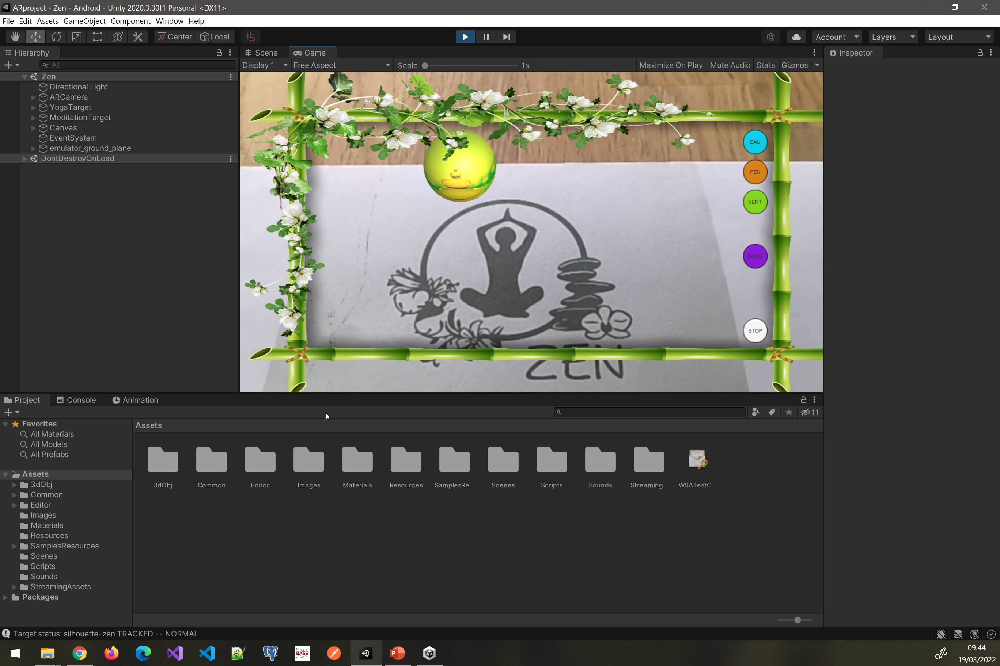 ARproject - Zen - Android - Unity 2020.3.30f1 Personal <DX11>
File Edit Assets GameObject Component Window Help
Center Local
Account Layers Layout
Hierarchy
All
Zen
Directional Light
ARCamera
YogaTarget
MeditationTarget
Canvas
EventSystem
emulator_ground_plane
DontDestroyOnLoad
Scene Game
Display 1 Free Aspect Scale 1x Maximize On Play Mute Audio Stats Gizmos
EAU
FEU
VENT
DONG
STOP
ZEN
Inspector
Project Console Animation
11
Favorites
All Materials
All Models
All Prefabs
Assets
3dObj
Common
Editor
Images
Materials
Resources
SamplesResources
Scenes
Scripts
Sounds
StreamingAssets
Packages
Assets
3dObj Common Editor Images Materials Resources SamplesRe... Scenes Scripts Sounds Streaming... WSATestC...
Target status: silhouette-zen TRACKED -- NORMAL
BASE
P
09:44
19/03/2022